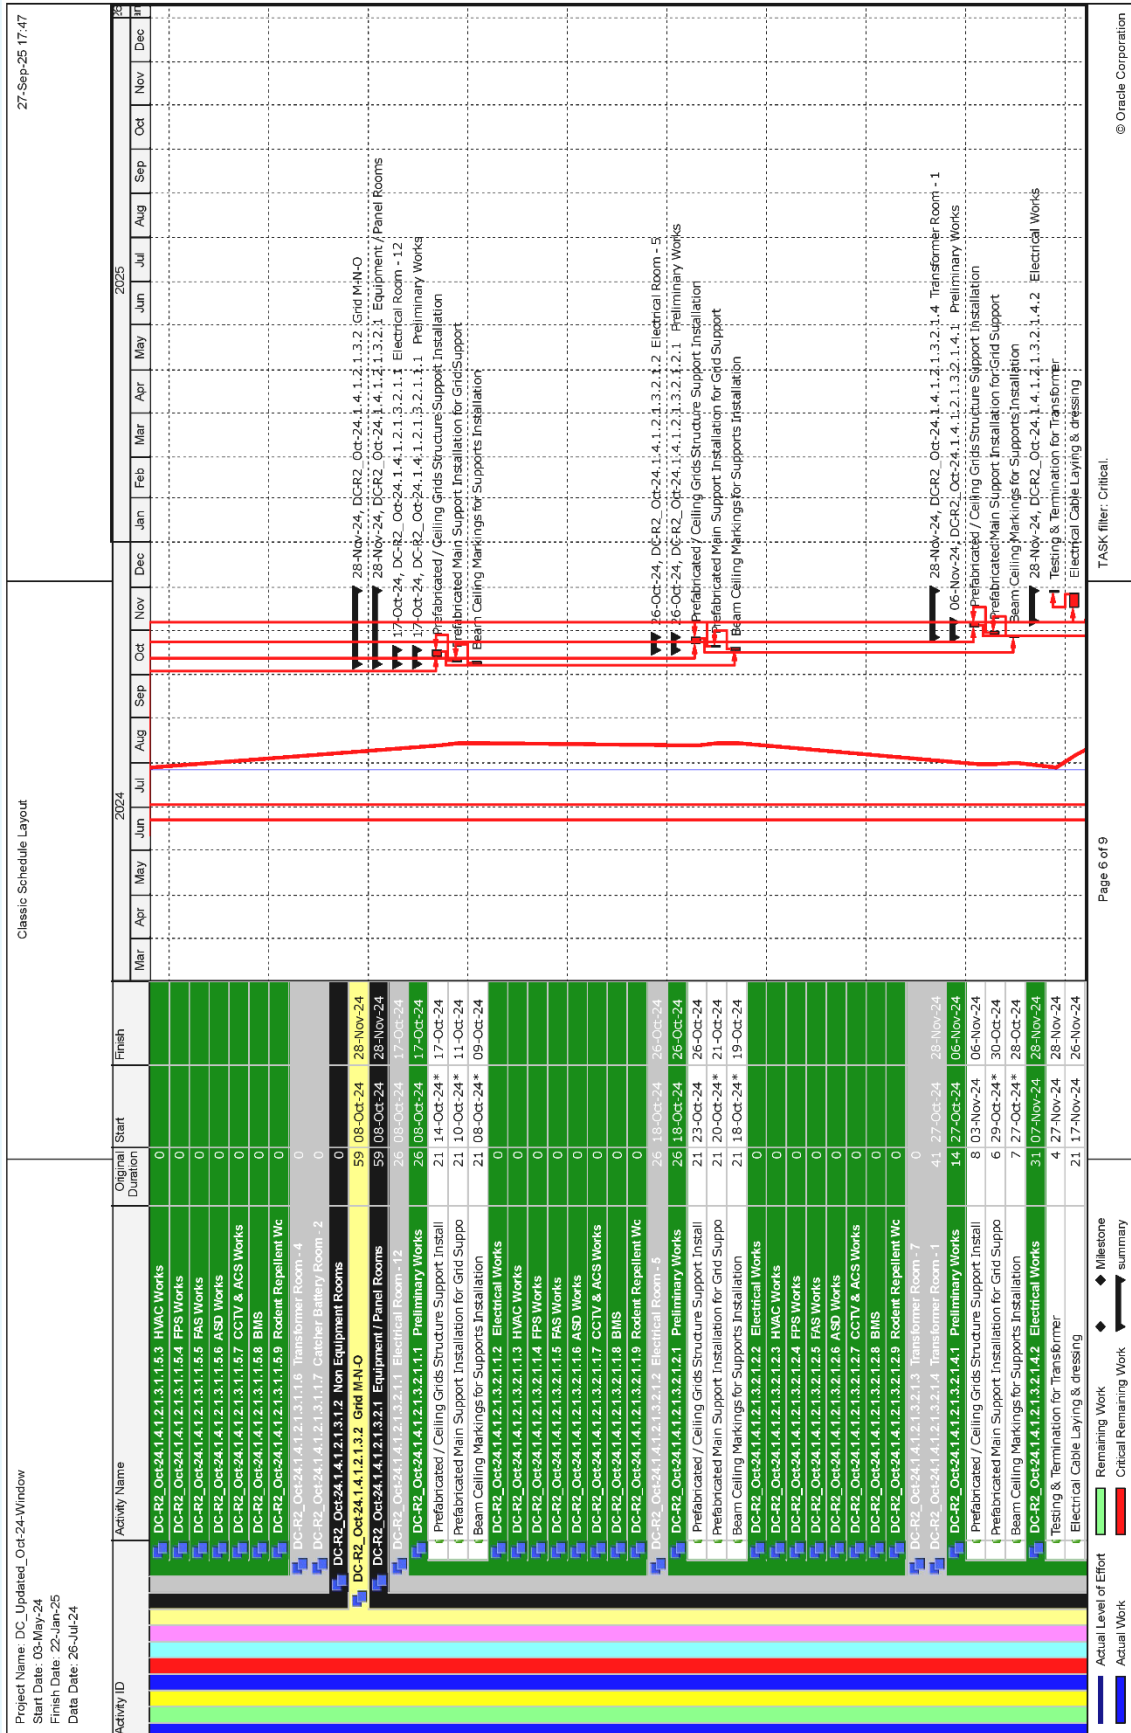 Project Name: DC_Updated_Oct-24-Window
Start Date: 03-May-24
Finish Date: 22-Jan-25
Data Date: 26-Jul-24
Classic Schedule Layout
27-Sep-25 17:47
Activity ID Activity Name Original Duration Start Finish
2024 2025 26
Mar Apr May Jun Jul Aug Sep Oct Nov Dec Jan Feb Mar Apr May Jun Jul Aug Sep Oct Nov Dec
DC-R2_Oct-24.1.4.1.2.1.3.1.1.5.3 HVAC Works 0
DC-R2_Oct-24.1.4.1.2.1.3.1.1.5.4 FPS Works 0
DC-R2_Oct-24.1.4.1.2.1.3.1.1.5.5 FAS Works 0
DC-R2_Oct-24.1.4.1.2.1.3.1.1.5.6 ASD Works 0
DC-R2_Oct-24.1.4.1.2.1.3.1.1.5.7 CCTV & ACS Works 0
DC-R2_Oct-24.1.4.1.2.1.3.1.1.5.8 BMS 0
DC-R2_Oct-24.1.4.1.2.1.3.1.1.5.9 Rodent Repellent Wc 0
DC-R2_Oct-24.1.4.1.2.1.3.1.1.6 Transformer Room - 4 0
DC-R2_Oct-24.1.4.1.2.1.3.1.1.7 Catcher Battery Room - 2 0
DC-R2_Oct-24.1.4.1.2.1.3.1.2 Non Equipment Rooms 0
DC-R2_Oct-24.1.4.1.2.1.3.2 Grid M-N-O 59 08-Oct-24 28-Nov-24 28-Nov-24, DC-R2_Oct-24.1.4.1.2.1.3.2 Grid M-N-O
DC-R2_Oct-24.1.4.1.2.1.3.2.1 Equipment / Panel Rooms 59 08-Oct-24 28-Nov-24 28-Nov-24, DC-R2_Oct-24.1.4.1.2.1.3.2.1 Equipment / Panel Rooms
DC-R2_Oct-24.1.4.1.2.1.3.2.1.1 Electrical Room - 12 26 08-Oct-24 17-Oct-24 17-Oct-24, DC-R2_Oct-24.1.4.1.2.1.3.2.1.1 Electrical Room - 12
DC-R2_Oct-24.1.4.1.2.1.3.2.1.1.1 Preliminary Works 26 08-Oct-24 17-Oct-24 17-Oct-24, DC-R2_Oct-24.1.4.1.2.1.3.2.1.1.1 Preliminary Works
Prefabricated / Ceiling Grids Structure Support Install 21 14-Oct-24* 17-Oct-24 Prefabricated / Ceiling Grids Structure Support Installation
Prefabricated Main Support Installation for Grid Suppo 21 10-Oct-24* 11-Oct-24 Prefabricated Main Support Installation for Grid Support
Beam Ceiling Markings for Supports Installation 21 08-Oct-24* 09-Oct-24 Beam Ceiling Markings for Supports Installation
DC-R2_Oct-24.1.4.1.2.1.3.2.1.1.2 Electrical Works 0
DC-R2_Oct-24.1.4.1.2.1.3.2.1.1.3 HVAC Works 0
DC-R2_Oct-24.1.4.1.2.1.3.2.1.1.4 FPS Works 0
DC-R2_Oct-24.1.4.1.2.1.3.2.1.1.5 FAS Works 0
DC-R2_Oct-24.1.4.1.2.1.3.2.1.1.6 ASD Works 0
DC-R2_Oct-24.1.4.1.2.1.3.2.1.1.7 CCTV & ACS Works 0
DC-R2_Oct-24.1.4.1.2.1.3.2.1.1.8 BMS 0
DC-R2_Oct-24.1.4.1.2.1.3.2.1.1.9 Rodent Repellent Wc 0
DC-R2_Oct-24.1.4.1.2.1.3.2.1.2 Electrical Room - 5 26 18-Oct-24 26-Oct-24 26-Oct-24, DC-R2_Oct-24.1.4.1.2.1.3.2.1.2 Electrical Room - 5
DC-R2_Oct-24.1.4.1.2.1.3.2.1.2.1 Preliminary Works 26 18-Oct-24 26-Oct-24 26-Oct-24, DC-R2_Oct-24.1.4.1.2.1.3.2.1.2.1 Preliminary Works
Prefabricated / Ceiling Grids Structure Support Install 21 23-Oct-24 26-Oct-24 Prefabricated / Ceiling Grids Structure Support Installation
Prefabricated Main Support Installation for Grid Suppo 21 20-Oct-24* 21-Oct-24 Prefabricated Main Support Installation for Grid Support
Beam Ceiling Markings for Supports Installation 21 18-Oct-24* 19-Oct-24 Beam Ceiling Markings for Supports Installation
DC-R2_Oct-24.1.4.1.2.1.3.2.1.2.2 Electrical Works 0
DC-R2_Oct-24.1.4.1.2.1.3.2.1.2.3 HVAC Works 0
DC-R2_Oct-24.1.4.1.2.1.3.2.1.2.4 FPS Works 0
DC-R2_Oct-24.1.4.1.2.1.3.2.1.2.5 FAS Works 0
DC-R2_Oct-24.1.4.1.2.1.3.2.1.2.6 ASD Works 0
DC-R2_Oct-24.1.4.1.2.1.3.2.1.2.7 CCTV & ACS Works 0
DC-R2_Oct-24.1.4.1.2.1.3.2.1.2.8 BMS 0
DC-R2_Oct-24.1.4.1.2.1.3.2.1.2.9 Rodent Repellent Wc 0
DC-R2_Oct-24.1.4.1.2.1.3.2.1.3 Transformer Room - 7 0
DC-R2_Oct-24.1.4.1.2.1.3.2.1.4 Transformer Room - 1 41 27-Oct-24 28-Nov-24 28-Nov-24, DC-R2_Oct-24.1.4.1.2.1.3.2.1.4 Transformer Room - 1
DC-R2_Oct-24.1.4.1.2.1.3.2.1.4.1 Preliminary Works 14 27-Oct-24 06-Nov-24 06-Nov-24, DC-R2_Oct-24.1.4.1.2.1.3.2.1.4.1 Preliminary Works
Prefabricated / Ceiling Grids Structure Support Install 8 03-Nov-24 06-Nov-24 Prefabricated / Ceiling Grids Structure Support Installation
Prefabricated Main Support Installation for Grid Suppo 6 29-Oct-24* 30-Oct-24 Prefabricated Main Support Installation for Grid Support
Beam Ceiling Markings for Supports Installation 7 27-Oct-24* 28-Oct-24 Beam Ceiling Markings for Supports Installation
DC-R2_Oct-24.1.4.1.2.1.3.2.1.4.2 Electrical Works 31 07-Nov-24 28-Nov-24 28-Nov-24, DC-R2_Oct-24.1.4.1.2.1.3.2.1.4.2 Electrical Works
Testing & Termination for Transformer 4 27-Nov-24 28-Nov-24 Testing & Termination for Transformer
Electrical Cable Laying & dressing 21 17-Nov-24 26-Nov-24 Electrical Cable Laying & dressing
Actual Level of Effort Remaining Work Milestone
Actual Work Critical Remaining Work summary
Page 6 of 9
TASK filter: Critical.
© Oracle Corporation